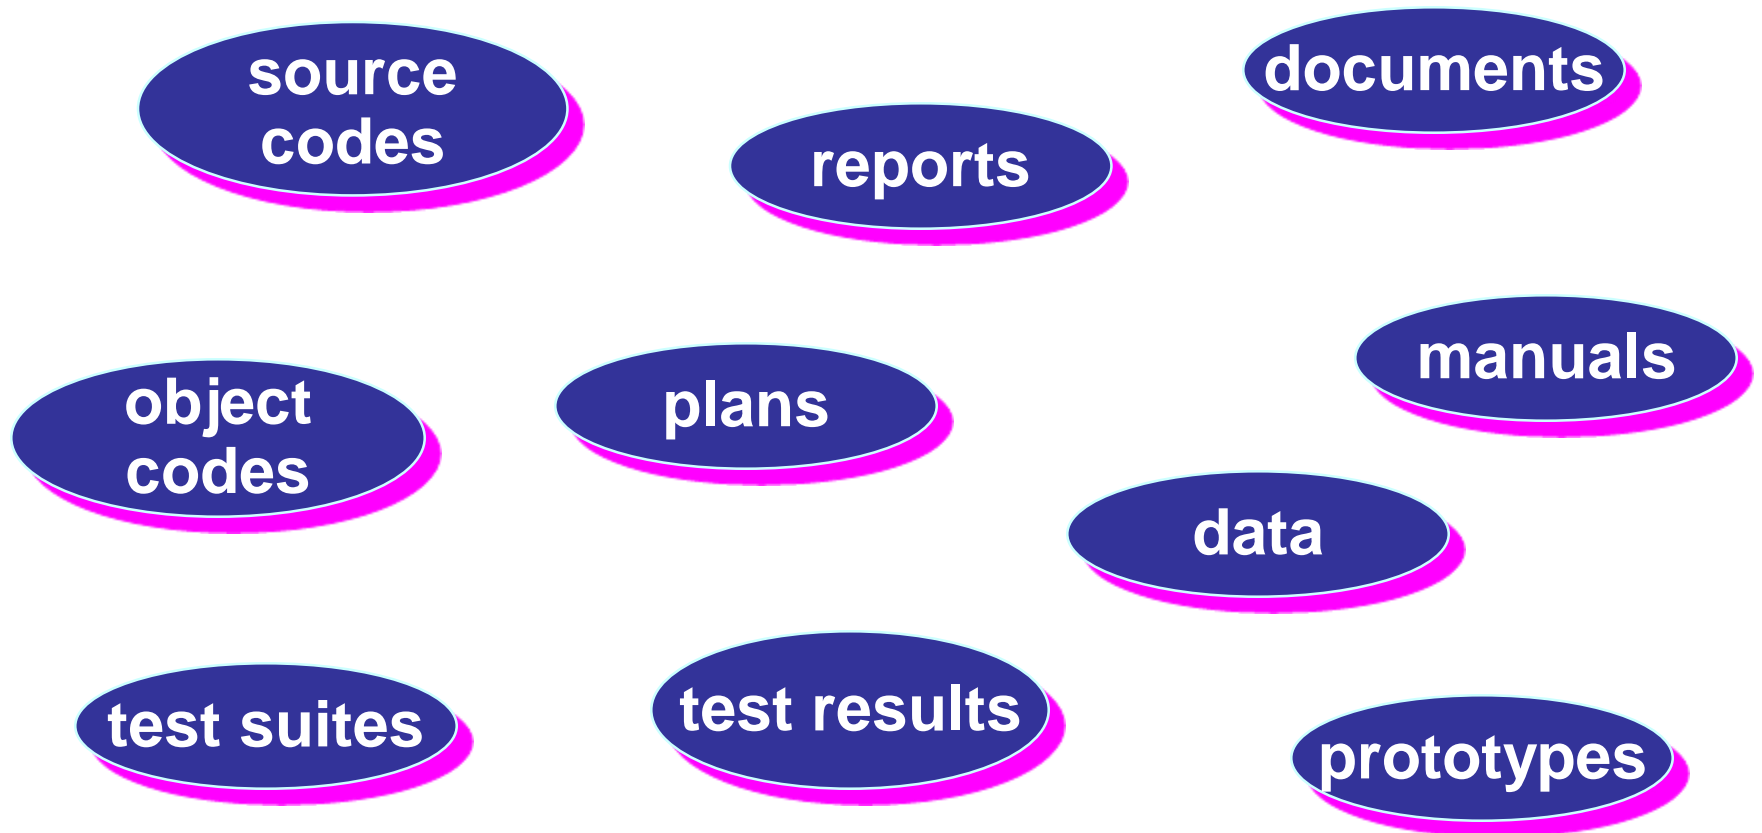 source
codes
reports
documents
object
codes
plans
manuals
data
test suites
test results
prototypes